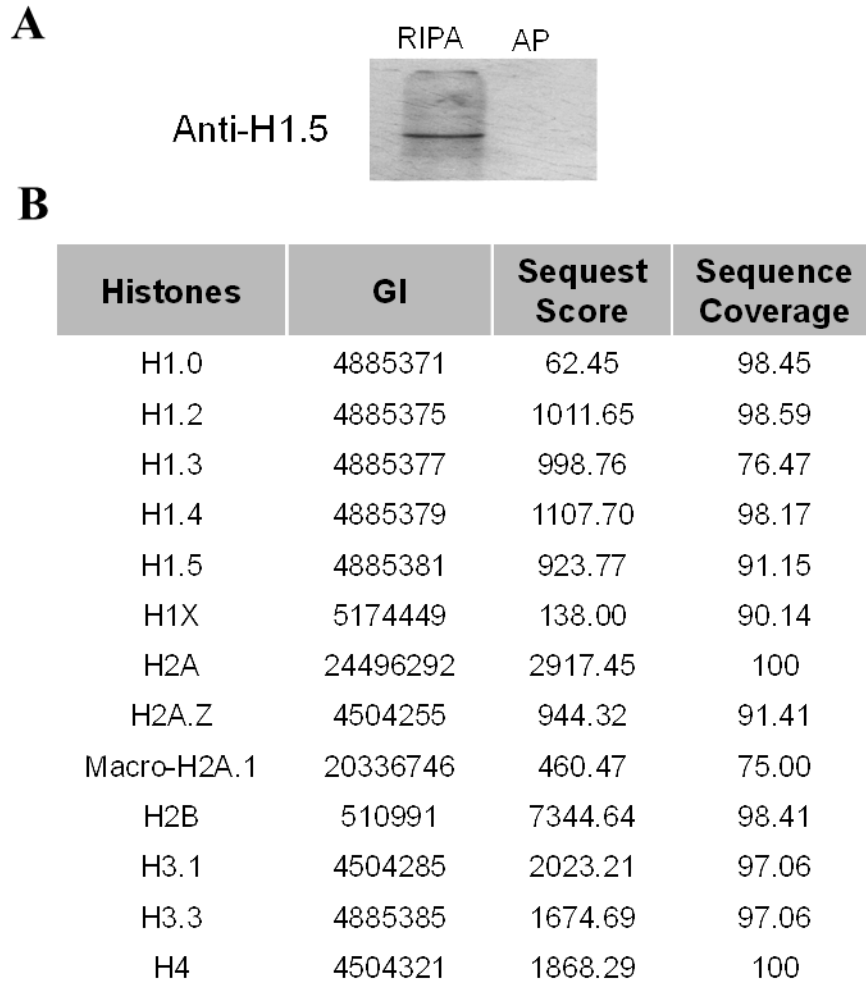 A
RIPA AP
Anti-H1.5
B
Histones GI Sequest Score Sequence Coverage
H1.0 4885371 62.45 98.45
H1.2 4885375 1011.65 98.59
H1.3 4885377 998.76 76.47
H1.4 4885379 1107.70 98.17
H1.5 4885381 923.77 91.15
H1X 5174449 138.00 90.14
H2A 24496292 2917.45 100
H2A.Z 4504255 944.32 91.41
Macro-H2A.1 20336746 460.47 75.00
H2B 510991 7344.64 98.41
H3.1 4504285 2023.21 97.06
H3.3 4885385 1674.69 97.06
H4 4504321 1868.29 100